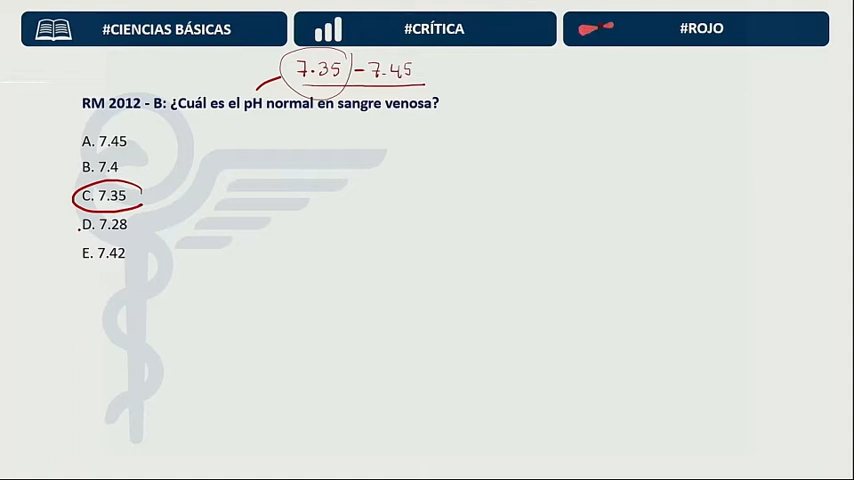 #CIENCIAS BÁSICAS
#CRÍTICA
#ROJO
7.35 - 7.45
RM 2012 - B: ¿Cuál es el pH normal en sangre venosa?
A. 7.45
B. 7.4
C. 7.35
D. 7.28
E. 7.42